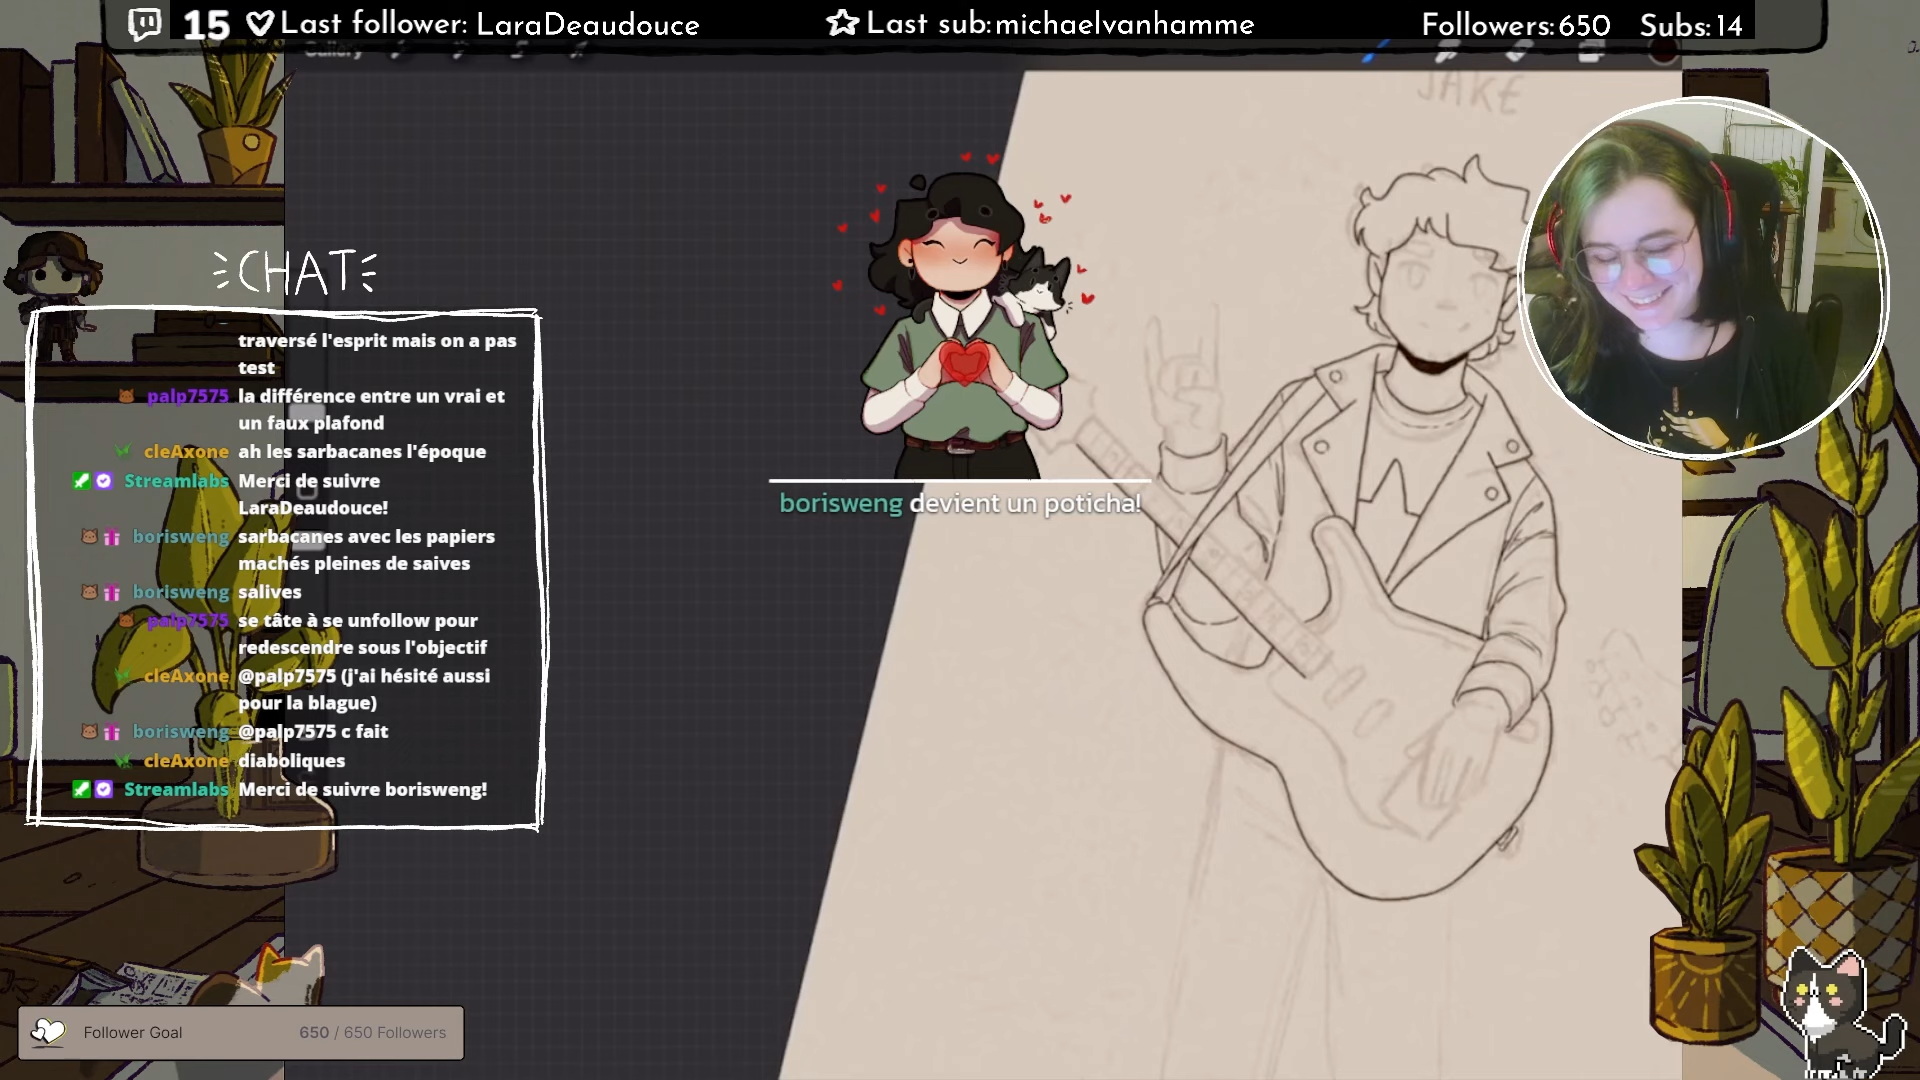 15 Last follower: LaraDeaudouce Last sub: michaelvanhamme Followers: 650 Subs: 14
Gallery
JAKE
CHAT
traversé l'esprit mais on a pas
test
palp7575 la différence entre un vrai et
un faux plafond
cleAxone ah les sarbacanes l'époque
Streamlabs Merci de suivre
LaraDeaudouce!
borisweng sarbacanes avec les papiers
machés pleines de saives
borisweng salives
palp7575 se tâte à se unfollow pour
redescendre sous l'objectif
cleAxone @palp7575 (j'ai hésité aussi
pour la blague)
borisweng @palp7575 c fait
cleAxone diaboliques
Streamlabs Merci de suivre borisweng!
borisweng devient un poticha!
Follower Goal 650 / 650 Followers